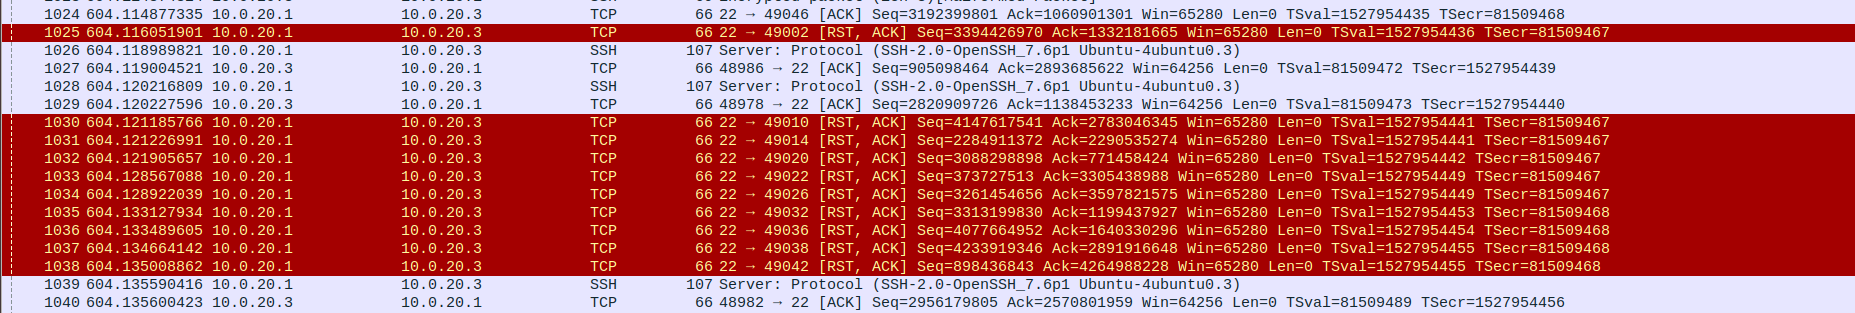 1024 604.114877335 10.0.20.1 10.0.20.3 TCP 66 22 → 49046 [ACK] Seq=3192399801 Ack=1060901301 Win=65280 Len=0 TSval=1527954435 TSecr=81509468
1025 604.116051901 10.0.20.1 10.0.20.3 TCP 66 22 → 49002 [RST, ACK] Seq=3394426970 Ack=1332181665 Win=65280 Len=0 TSval=1527954436 TSecr=81509467
1026 604.118989821 10.0.20.1 10.0.20.3 SSH 107 Server: Protocol (SSH-2.0-OpenSSH_7.6p1 Ubuntu-4ubuntu0.3)
1027 604.119004521 10.0.20.3 10.0.20.1 TCP 66 48986 → 22 [ACK] Seq=905098464 Ack=2893685622 Win=64256 Len=0 TSval=81509472 TSecr=1527954439
1028 604.120216809 10.0.20.1 10.0.20.3 SSH 107 Server: Protocol (SSH-2.0-OpenSSH_7.6p1 Ubuntu-4ubuntu0.3)
1029 604.120227596 10.0.20.3 10.0.20.1 TCP 66 48978 → 22 [ACK] Seq=2820909726 Ack=1138453233 Win=64256 Len=0 TSval=81509473 TSecr=1527954440
1030 604.121185766 10.0.20.1 10.0.20.3 TCP 66 22 → 49010 [RST, ACK] Seq=4147617541 Ack=2783046345 Win=65280 Len=0 TSval=1527954441 TSecr=81509467
1031 604.121226991 10.0.20.1 10.0.20.3 TCP 66 22 → 49014 [RST, ACK] Seq=2284911372 Ack=2290535274 Win=65280 Len=0 TSval=1527954441 TSecr=81509467
1032 604.121905657 10.0.20.1 10.0.20.3 TCP 66 22 → 49020 [RST, ACK] Seq=3088298898 Ack=771458424 Win=65280 Len=0 TSval=1527954442 TSecr=81509467
1033 604.128567088 10.0.20.1 10.0.20.3 TCP 66 22 → 49022 [RST, ACK] Seq=373727513 Ack=3305438988 Win=65280 Len=0 TSval=1527954449 TSecr=81509467
1034 604.128922039 10.0.20.1 10.0.20.3 TCP 66 22 → 49026 [RST, ACK] Seq=3261454656 Ack=3597821575 Win=65280 Len=0 TSval=1527954449 TSecr=81509467
1035 604.133127934 10.0.20.1 10.0.20.3 TCP 66 22 → 49032 [RST, ACK] Seq=3313199830 Ack=1199437927 Win=65280 Len=0 TSval=1527954453 TSecr=81509468
1036 604.133489605 10.0.20.1 10.0.20.3 TCP 66 22 → 49036 [RST, ACK] Seq=4077664952 Ack=1640330296 Win=65280 Len=0 TSval=1527954454 TSecr=81509468
1037 604.134664142 10.0.20.1 10.0.20.3 TCP 66 22 → 49038 [RST, ACK] Seq=4233919346 Ack=2891916648 Win=65280 Len=0 TSval=1527954455 TSecr=81509468
1038 604.135008862 10.0.20.1 10.0.20.3 TCP 66 22 → 49042 [RST, ACK] Seq=898436843 Ack=4264988228 Win=65280 Len=0 TSval=1527954455 TSecr=81509468
1039 604.135590416 10.0.20.1 10.0.20.3 SSH 107 Server: Protocol (SSH-2.0-OpenSSH_7.6p1 Ubuntu-4ubuntu0.3)
1040 604.135600423 10.0.20.3 10.0.20.1 TCP 66 48982 → 22 [ACK] Seq=2956179805 Ack=2570801959 Win=64256 Len=0 TSval=81509489 TSecr=1527954456